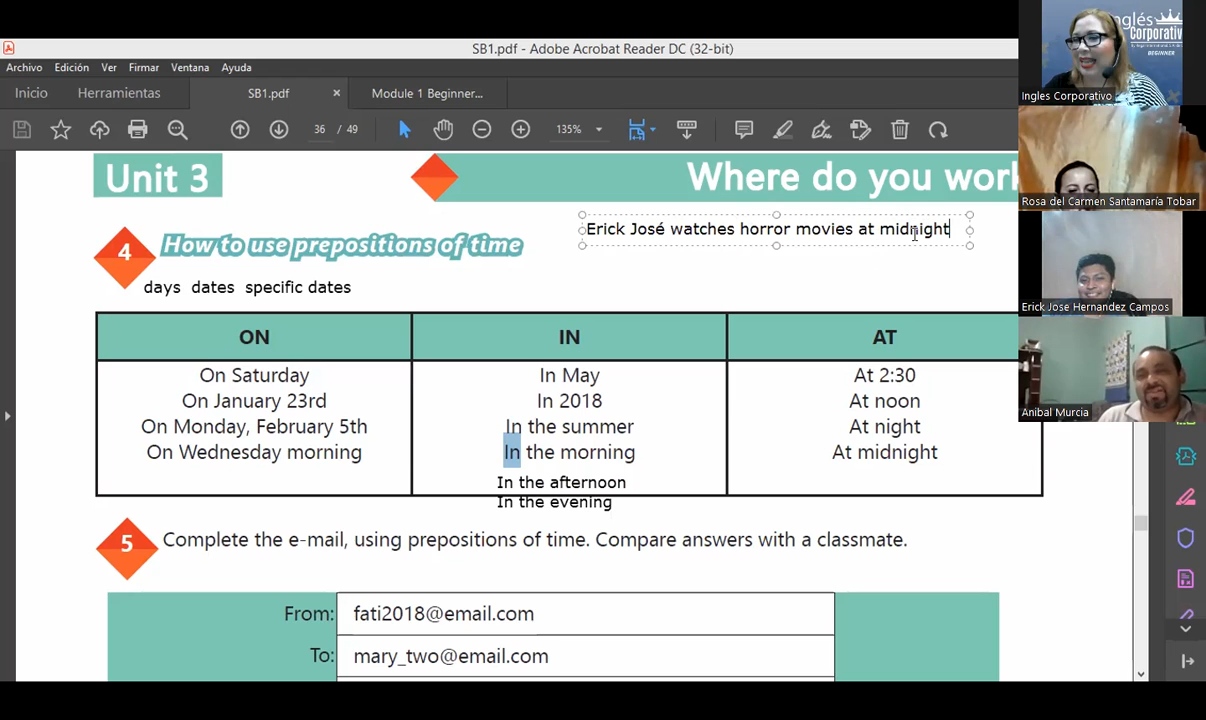 SB1.pdf - Adobe Acrobat Reader DC (32-bit)
Archivo Edición Ver Firmar Ventana Ayuda
Inicio Herramientas SB1.pdf × Module 1 Beginner...
36 / 49 135%
Unit 3 Where do you work
Erick José watches horror movies at midnight
4 How to use prepositions of time
days dates specific dates
ON IN AT
On Saturday In May At 2:30
On January 23rd In 2018 At noon
On Monday, February 5th In the summer At night
On Wednesday morning In the morning At midnight
In the afternoon
In the evening
5 Complete the e-mail, using prepositions of time. Compare answers with a classmate.
From: fati2018@email.com
To: mary_two@email.com
Inglés
Corporativo
BEGINNER
Ingles Corporativo
Rosa del Carmen Santamaría Tobar
Erick Jose Hernandez Campos
Anibal Murcia